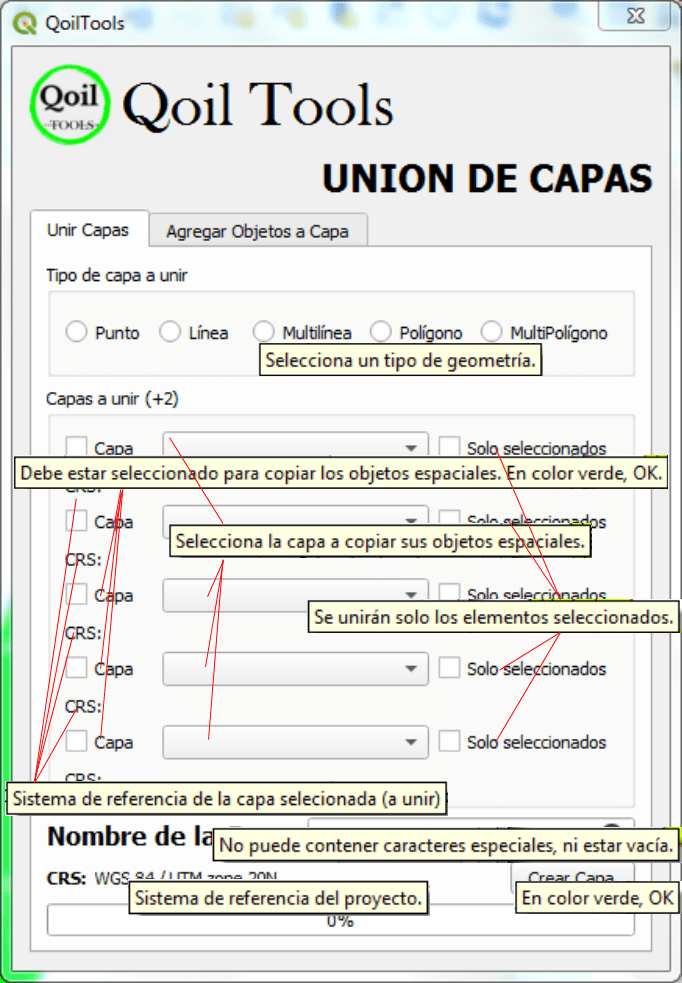 QoilTools
Qoil
TOOLS
Qoil Tools
UNION DE CAPAS
Unir Capas
Agregar Objetos a Capa
Tipo de capa a unir
Punto Línea Multilínea Polígono MultiPolígono
Selecciona un tipo de geometría.
Capas a unir (+2)
Capa Solo seleccionados
Debe estar seleccionado para copiar los objetos espaciales. En color verde, OK.
CRS:
Capa Solo seleccionados
Selecciona la capa a copiar sus objetos espaciales.
CRS:
Capa Solo seleccionados
Se unirán solo los elementos seleccionados.
CRS:
Capa Solo seleccionados
CRS:
Capa Solo seleccionados
CRS:
Sistema de referencia de la capa selecionada (a unir)
Nombre de la
No puede contener caracteres especiales, ni estar vacía.
CRS: WGS 84 / UTM zone 20N
Crear Capa
Sistema de referencia del proyecto.
En color verde, OK
0%